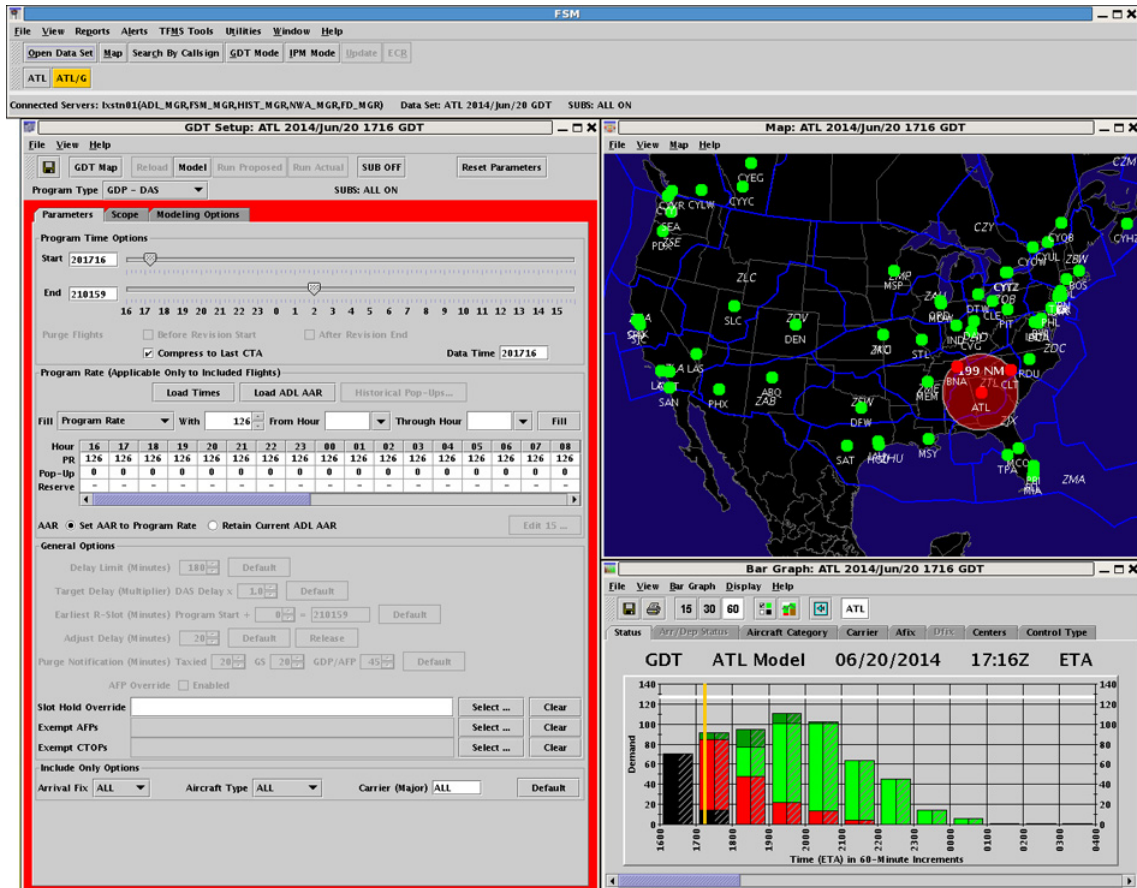 FSM
File View Reports Alerts TFMS Tools Utilities Window Help
Open Data Set Map Search By Callsign GDT Mode IPM Mode Update ECR
ATL ATL/G
Connected Servers: lxstn01(ADL_MGR,FSM_MGR,HIST_MGR,NWA_MGR,FD_MGR) Data Set: ATL 2014/Jun/20 GDT SUBS: ALL ON
GDT Setup: ATL 2014/Jun/20 1716 GDT
File View Help
GDT Map Reload Model Run Proposed Run Actual SUB OFF Reset Parameters
Program Type GDP - DAS SUBS: ALL ON
Parameters Scope Modeling Options
Program Time Options
Start 201716
End 210159
16 17 18 19 20 21 22 23 0 1 2 3 4 5 6 7 8 9 10 11 12 13 14 15
Purge Flights Before Revision Start After Revision End
Compress to Last CTA Data Time 201716
Program Rate (Applicable Only to Included Flights)
Load Times Load ADL AAR Historical Pop-Ups...
Fill Program Rate With 126 From Hour Through Hour Fill
Hour 16 17 18 19 20 21 22 23 00 01 02 03 04 05 06 07 08
PR 126 126 126 126 126 126 126 126 126 126 126 126 126 126 126 126 126
Pop-Up 0 0 0 0 0 0 0 0 0 0 0 0 0 0 0 0 0
Reserve - - - - - - - - - - - - - - - - -
AAR Set AAR to Program Rate Retain Current ADL AAR Edit 15 ...
General Options
Delay Limit (Minutes) 180 Default
Target Delay (Multiplier) DAS Delay x 1.0 Default
Earliest R-Slot (Minutes) Program Start + 0 = 210159 Default
Adjust Delay (Minutes) 20 Default Release
Purge Notification (Minutes) Taxied 20 GS 20 GDP/AFP 45 Default
AFP Override Enabled
Slot Hold Override Select ... Clear
Exempt AFPs Select ... Clear
Exempt CTOPs Select ... Clear
Include Only Options
Arrival Fix ALL Aircraft Type ALL Carrier (Major) ALL Default
Map: ATL 2014/Jun/20 1716 GDT
File View Map Help
CYEG
CZM
CYYC
CYLW
SEA
CZY
CYQB
CYHZ
PDX
ZSE
CYUL
CYOW
ZBW
ZLC
ZMP
MSP
CYTZ
BOS
ZAU
ORD
DTW
CLE
SLC
ZDV
DEN
PIT
PHL
IND
CVG
STL
ZDC
LAS
199 NM
RDU
BNA
ZTL
CLT
SAN
PHX
ABQ
ZAB
MEM
ATL
ZFW
DFW
ZJX
SAT
MSY
MCO
TPA
ZMA
MIA
Bar Graph: ATL 2014/Jun/20 1716 GDT
File View Bar Graph Display Help
15 30 60 ATL
Status Arr/Dep Status Aircraft Category Carrier Afix Dfix Centers Control Type
GDT ATL Model 06/20/2014 17:16Z ETA
140 140
120 120
100 100
80 80
60 60
40 40
20 20
0 0
Demand
1600 1700 1800 1900 2000 2100 2200 2300 0000 0100 0200 0300 0400
Time (ETA) in 60-Minute Increments